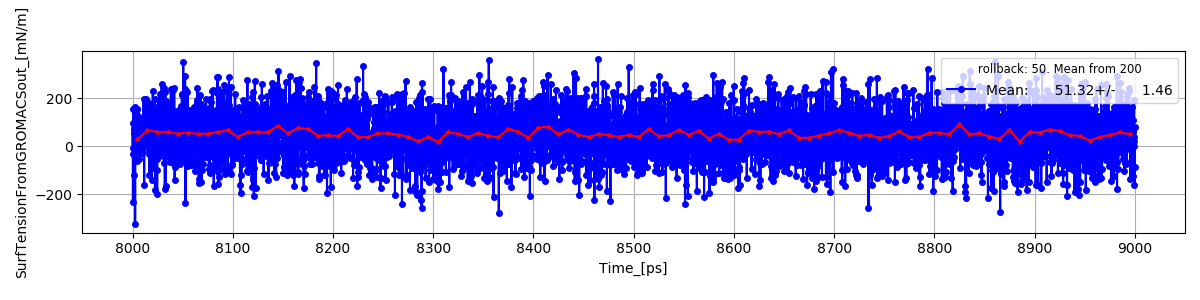 SurfTensionFromGROMACSout_[mN/m]
200
0
−200
rollback: 50. Mean from 200
Mean: 51.32+/- 1.46
8000 8100 8200 8300 8400 8500 8600 8700 8800 8900 9000
Time_[ps]